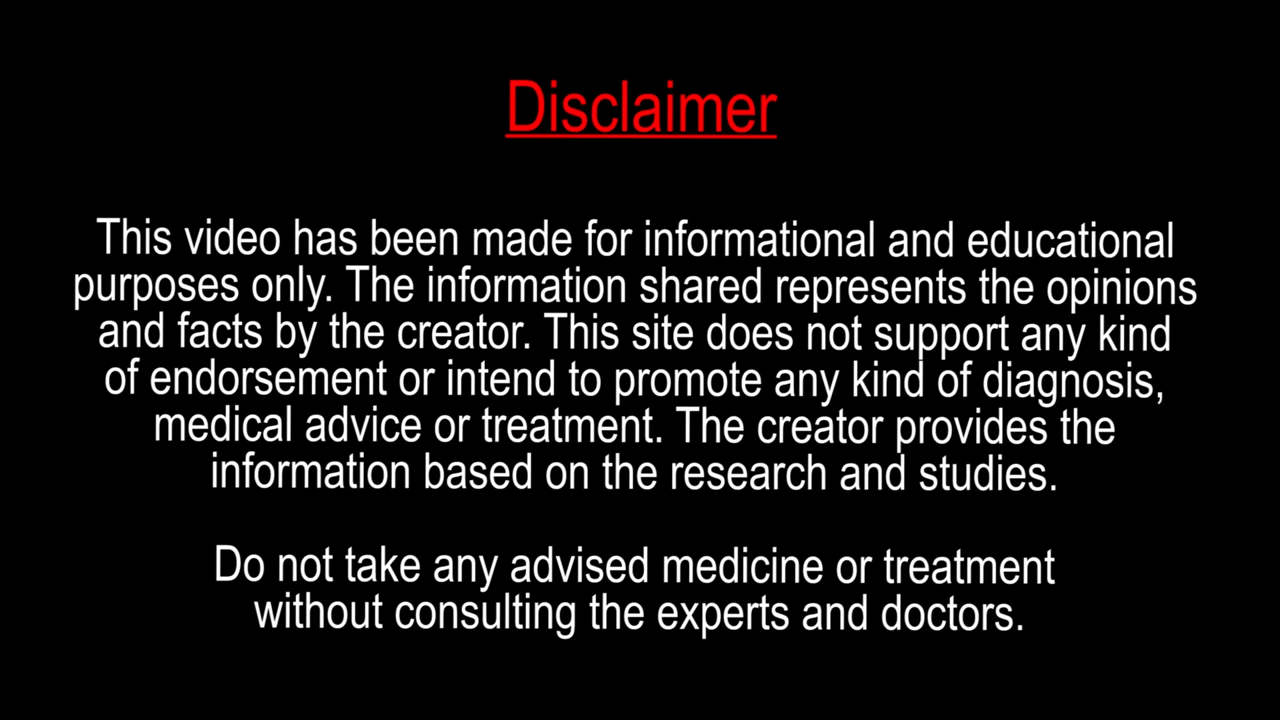 Disclaimer
This video has been made for informational and educational
purposes only. The information shared represents the opinions
and facts by the creator. This site does not support any kind
of endorsement or intend to promote any kind of diagnosis,
medical advice or treatment. The creator provides the
information based on the research and studies.
Do not take any advised medicine or treatment
without consulting the experts and doctors.